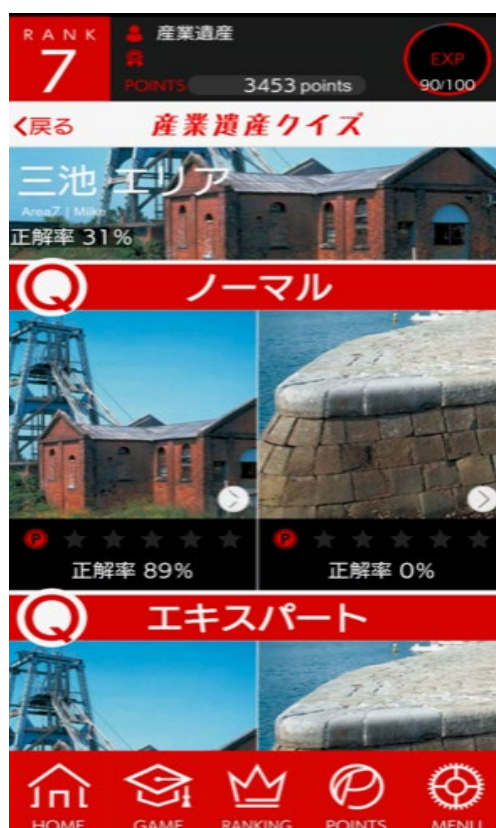 RANK
7
産業遺産
POINTS 3453 points
EXP
90/100
<戻る 産業遺産クイズ
三池 エリア
Area7 | Miike
正解率 31%
Q ノーマル
P
正解率 89%
P
正解率 0%
Q エキスパート
HOME GAME RANKING POINTS MENU